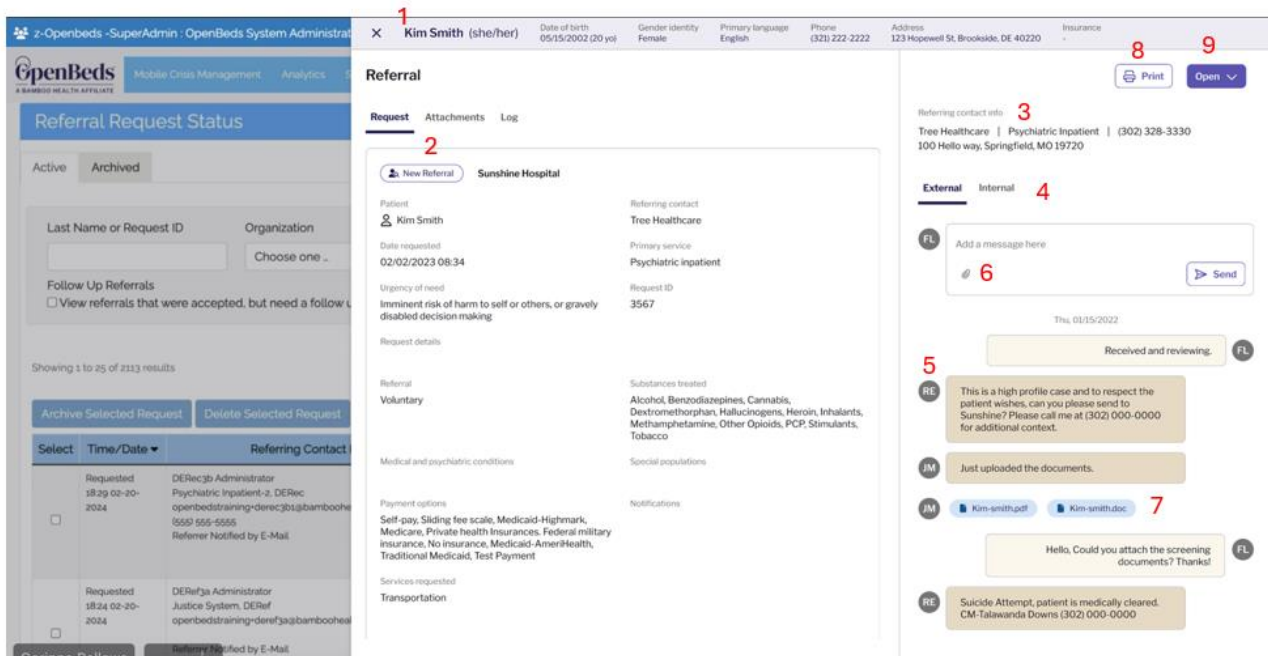 z-Openbeds -SuperAdmin : OpenBeds System Administrat
OpenBeds
A BAMBOO HEALTH AFFILIATE
Mobile Crisis Management Analytics S
Referral Request Status
Active Archived
Last Name or Request ID Organization
Choose one ..
Follow Up Referrals
View referrals that were accepted, but need a follow u
Showing 1 to 25 of 2113 results
Archive Selected Request Delete Selected Request
Select Time/Date Referring Contact
Requested
18:29 02-20-
2024
DERec3b Administrator
Psychiatric Inpatient-2, DERec
openbedstraining+derec3b1@bamboohe
(555) 555-5555
Referrer Notified by E-Mail
Requested
18:24 02-20-
2024
DERef3a Administrator
Justice System, DERef
openbedstraining+deref3a@bambooheal
Referrer Notified by E-Mail
1
Kim Smith (she/her)
Date of birth
05/15/2002 (20 yo)
Gender identity
Female
Primary language
English
Phone
(321) 222-2222
Address
123 Hopewell St, Brookside, DE 40220
Insurance
-
Referral
Request Attachments Log
2
New Referral Sunshine Hospital
Patient
Kim Smith
Referring contact
Tree Healthcare
Date requested
02/02/2023 08:34
Primary service
Psychiatric inpatient
Urgency of need
Imminent risk of harm to self or others, or gravely
disabled decision making
Request ID
3567
Request details
Referral
Voluntary
Substances treated
Alcohol, Benzodiazepines, Cannabis,
Dextromethorphan, Hallucinogens, Heroin, Inhalants,
Methamphetamine, Other Opioids, PCP, Stimulants,
Tobacco
Medical and psychiatric conditions
Special populations
Payment options
Self-pay, Sliding fee scale, Medicaid-Highmark,
Medicare, Private health Insurances. Federal military
insurance, No insurance, Medicaid-AmeriHealth,
Traditional Medicaid, Test Payment
Notifications
Services requested
Transportation
8
Print
9
Open
Referring contact info
3
Tree Healthcare | Psychiatric Inpatient | (302) 328-3330
100 Hello way, Springfield, MO 19720
External Internal
4
FL
Add a message here
6
Send
Thu, 01/15/2022
Received and reviewing.
FL
5
RE
This is a high profile case and to respect the
patient wishes, can you please send to
Sunshine? Please call me at (302) 000-0000
for additional context.
JM
Just uploaded the documents.
JM
Kim-smith.pdf Kim-smith.doc
7
Hello, Could you attach the screening
documents? Thanks!
FL
RE
Suicide Attempt, patient is medically cleared.
CM-Talawanda Downs (302) 000-0000